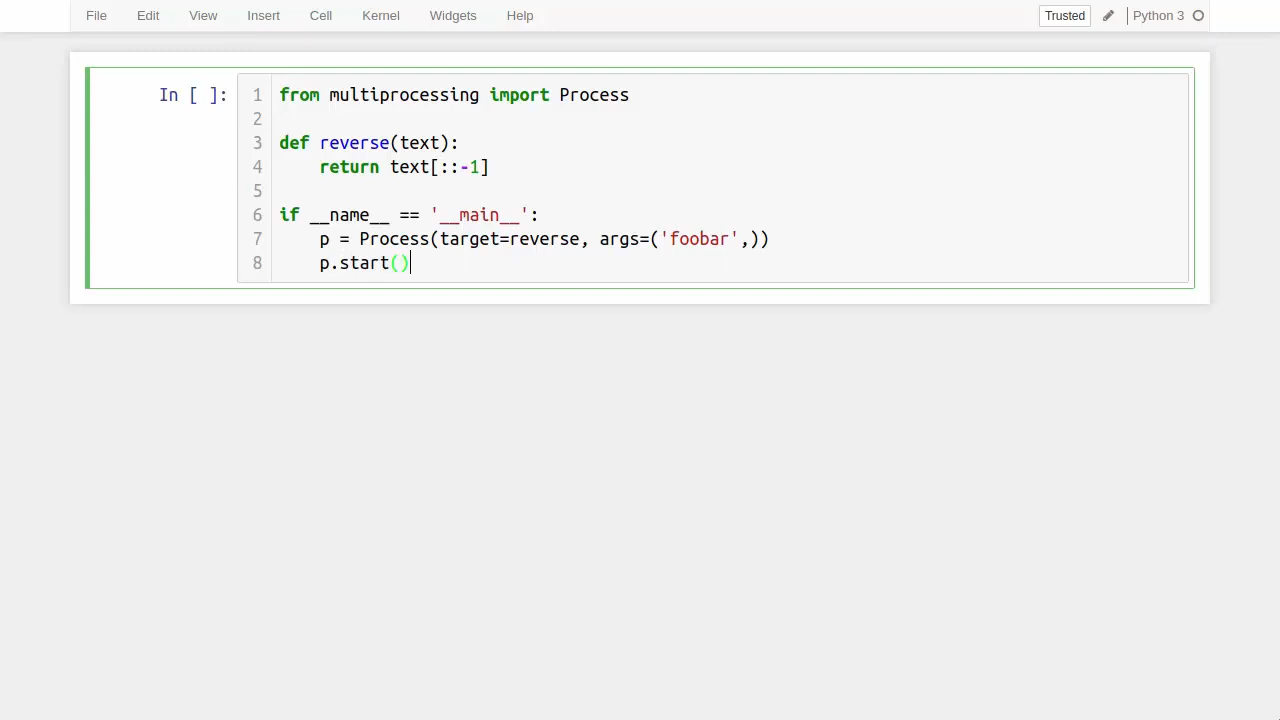 File Edit View Insert Cell Kernel Widgets Help Trusted Python 3
In [ ]:
1 from multiprocessing import Process
2
3 def reverse(text):
4     return text[::-1]
5
6 if __name__ == '__main__':
7     p = Process(target=reverse, args=('foobar',))
8     p.start()